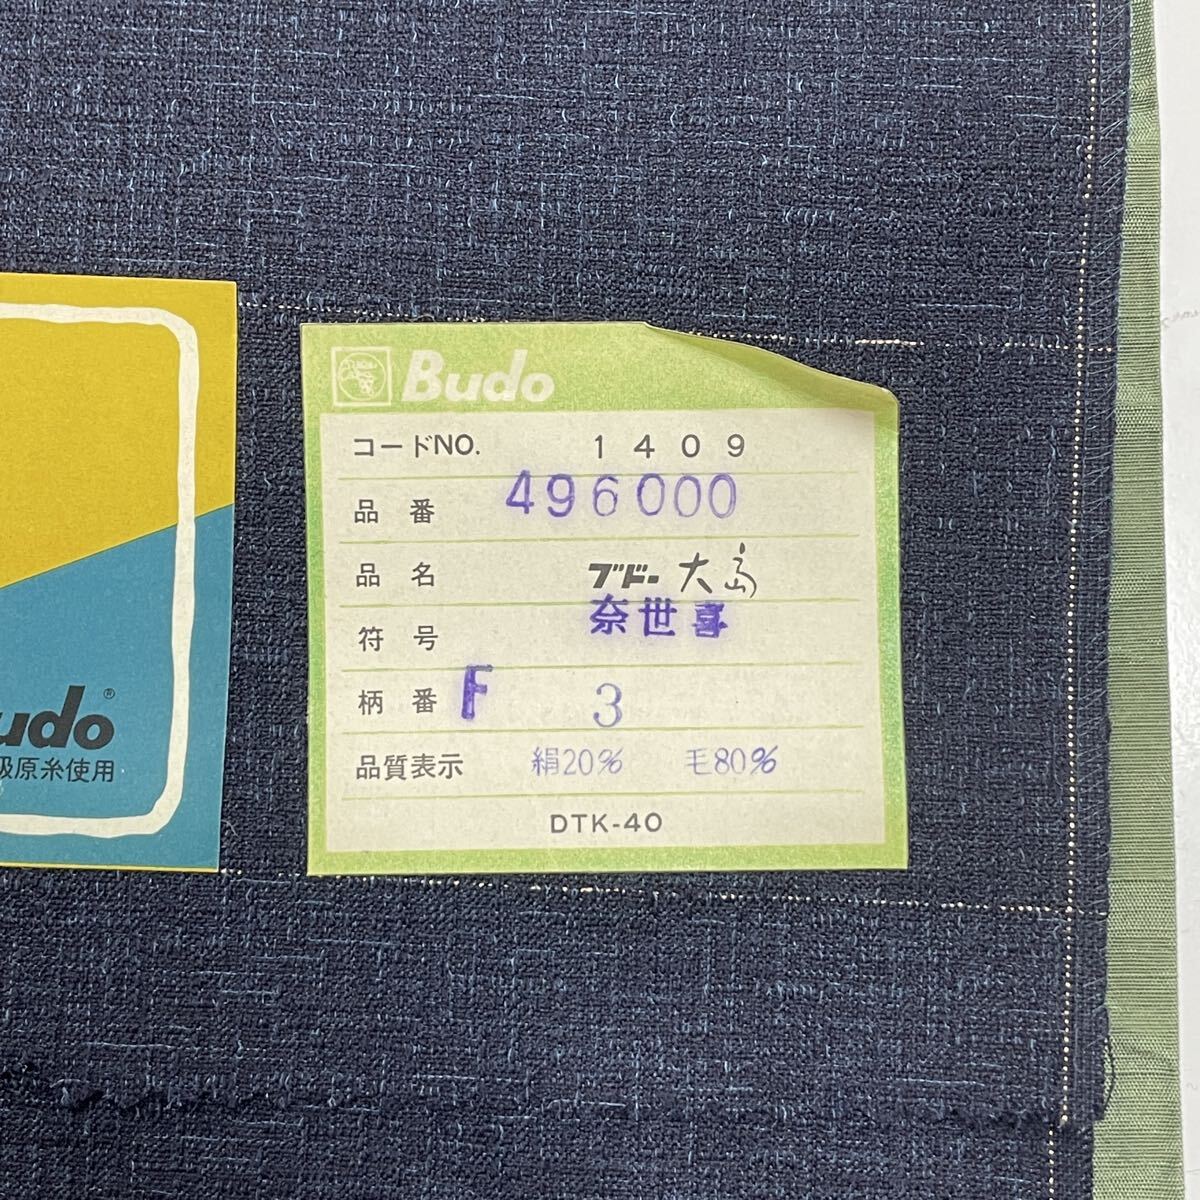 Budo
コードNO. 1409
品番 496000
品名 ブドー大島
奈世喜
符号
柄番 F 3
品質表示 絹20% 毛80%
DTK-40
udo®
級原糸使用